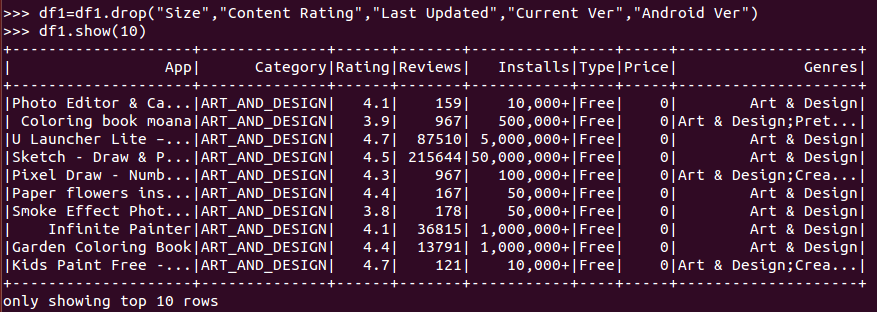 >>> df1=df1.drop("Size","Content Rating","Last Updated","Current Ver","Android Ver")
>>> df1.show(10)
+--------------------+--------------+------+-------+-----------+----+-----+--------------------+
|                 App|      Category|Rating|Reviews|   Installs|Type|Price|              Genres|
+--------------------+--------------+------+-------+-----------+----+-----+--------------------+
|Photo Editor & Ca...|ART_AND_DESIGN|   4.1|    159|    10,000+|Free|    0|        Art & Design|
| Coloring book moana|ART_AND_DESIGN|   3.9|    967|   500,000+|Free|    0|Art & Design;Pret...|
|U Launcher Lite –...|ART_AND_DESIGN|   4.7|  87510| 5,000,000+|Free|    0|        Art & Design|
|Sketch - Draw & P...|ART_AND_DESIGN|   4.5| 215644|50,000,000+|Free|    0|        Art & Design|
|Pixel Draw - Numb...|ART_AND_DESIGN|   4.3|    967|   100,000+|Free|    0|Art & Design;Crea...|
|Paper flowers ins...|ART_AND_DESIGN|   4.4|    167|    50,000+|Free|    0|        Art & Design|
|Smoke Effect Phot...|ART_AND_DESIGN|   3.8|    178|    50,000+|Free|    0|        Art & Design|
|    Infinite Painter|ART_AND_DESIGN|   4.1|  36815| 1,000,000+|Free|    0|        Art & Design|
|Garden Coloring Book|ART_AND_DESIGN|   4.4|  13791| 1,000,000+|Free|    0|        Art & Design|
|Kids Paint Free -...|ART_AND_DESIGN|   4.7|    121|    10,000+|Free|    0|Art & Design;Crea...|
+--------------------+--------------+------+-------+-----------+----+-----+--------------------+
only showing top 10 rows